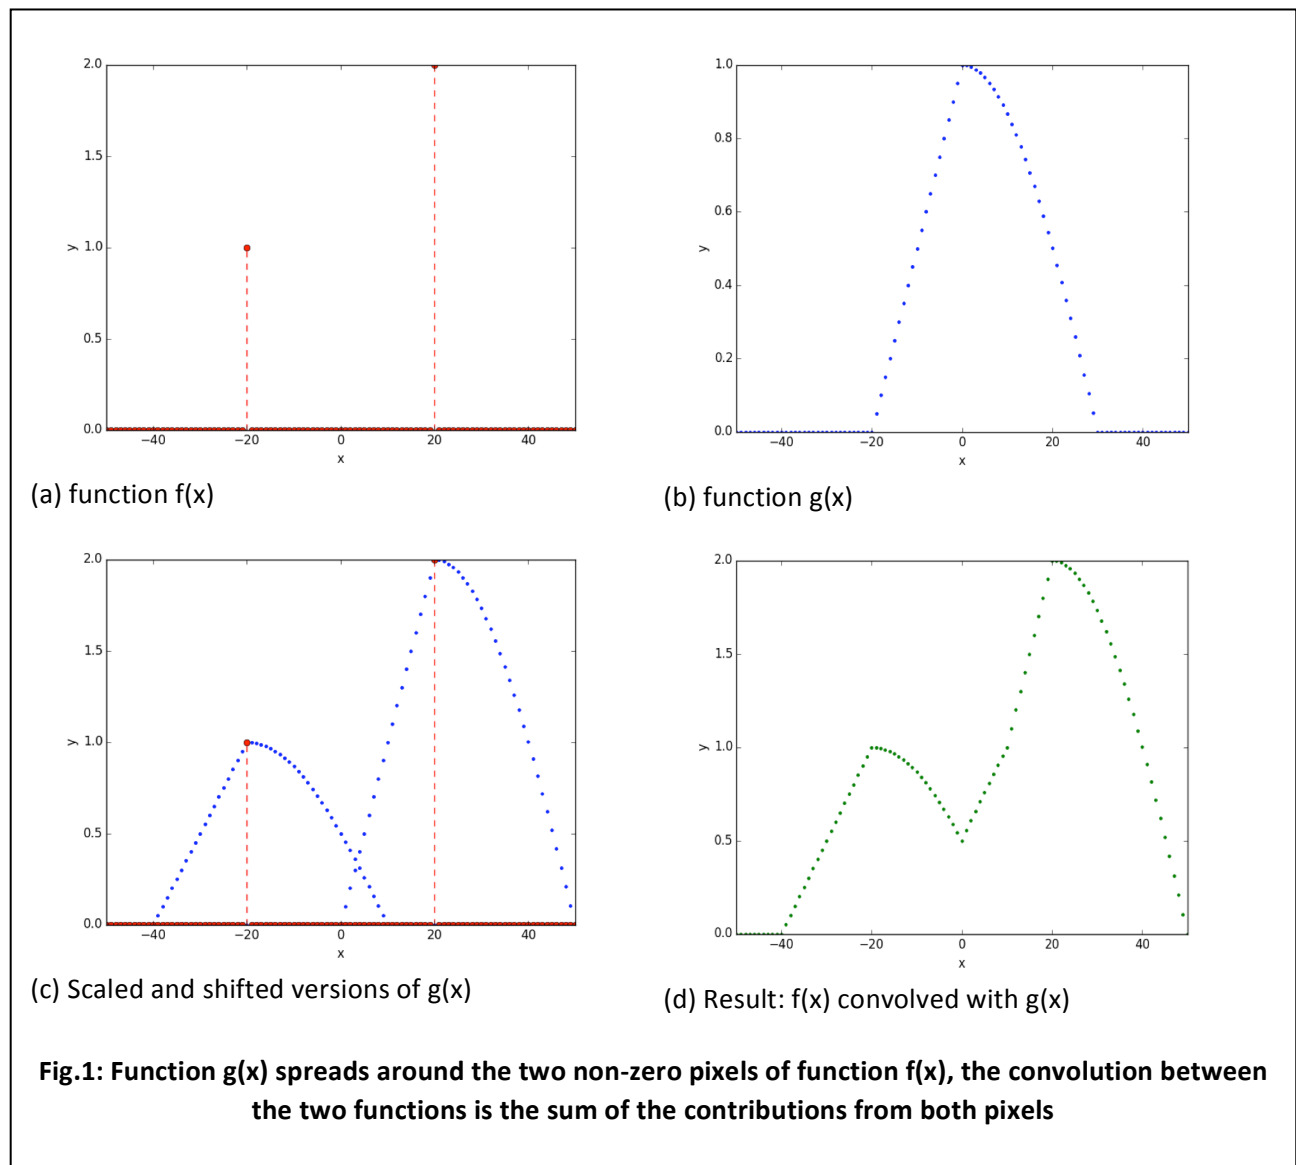 2.0
1.5
1.0
0.5
0.0
y
−40
−20
0
20
40
x
(a) function f(x)
1.0
0.8
0.6
0.4
0.2
0.0
y
−40
−20
0
20
40
x
(b) function g(x)
2.0
1.5
1.0
0.5
0.0
y
−40
−20
0
20
40
x
(c) Scaled and shifted versions of g(x)
2.0
1.5
1.0
0.5
0.0
y
−40
−20
0
20
40
x
(d) Result: f(x) convolved with g(x)
Fig.1: Function g(x) spreads around the two non-zero pixels of function f(x), the convolution between
the two functions is the sum of the contributions from both pixels